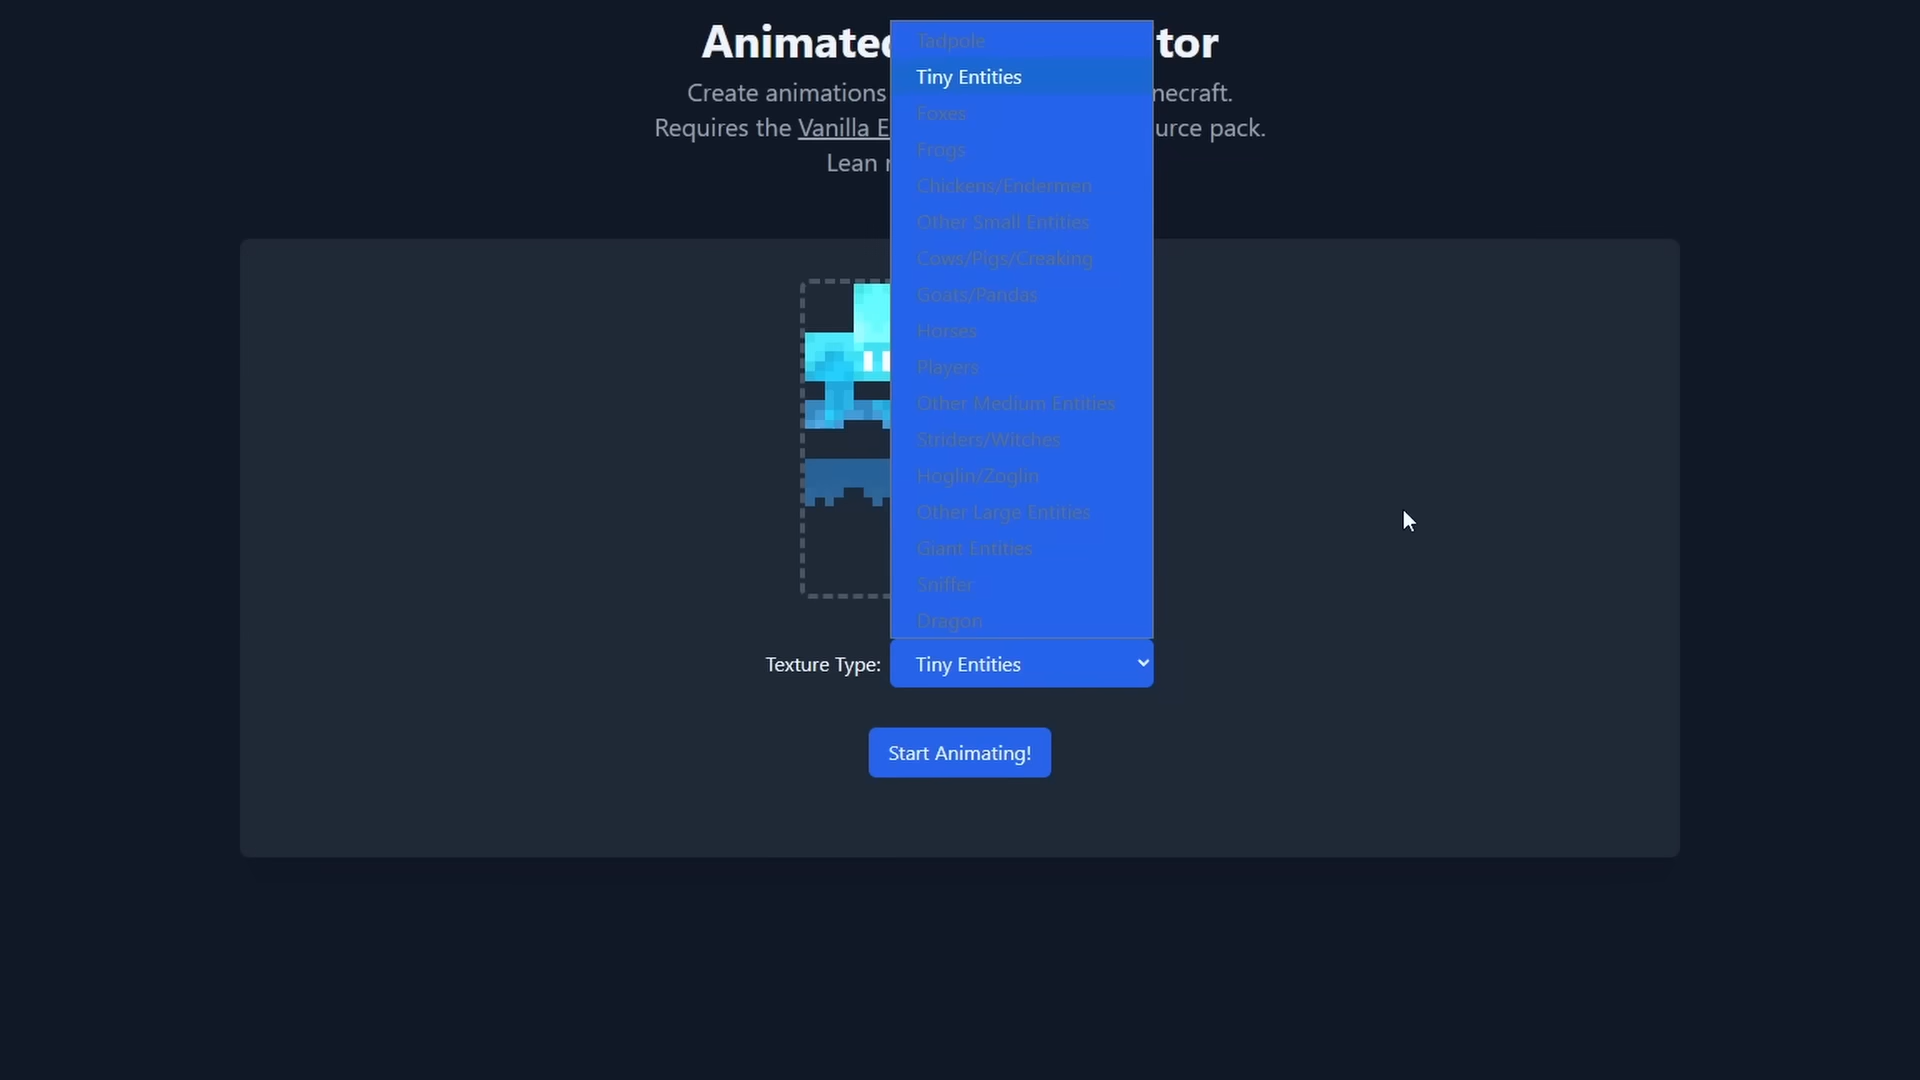 Animated tor
Create animations necraft.
Requires the Vanilla E urce pack.
Lean r
Tadpole
Tiny Entities
Foxes
Frogs
Chickens/Endermen
Other Small Entities
Cows/Pigs/Creaking
Goats/Pandas
Horses
Players
Other Medium Entities
Striders/Witches
Hoglin/Zoglin
Other Large Entities
Giant Entities
Sniffer
Dragon
Texture Type: Tiny Entities
Start Animating!